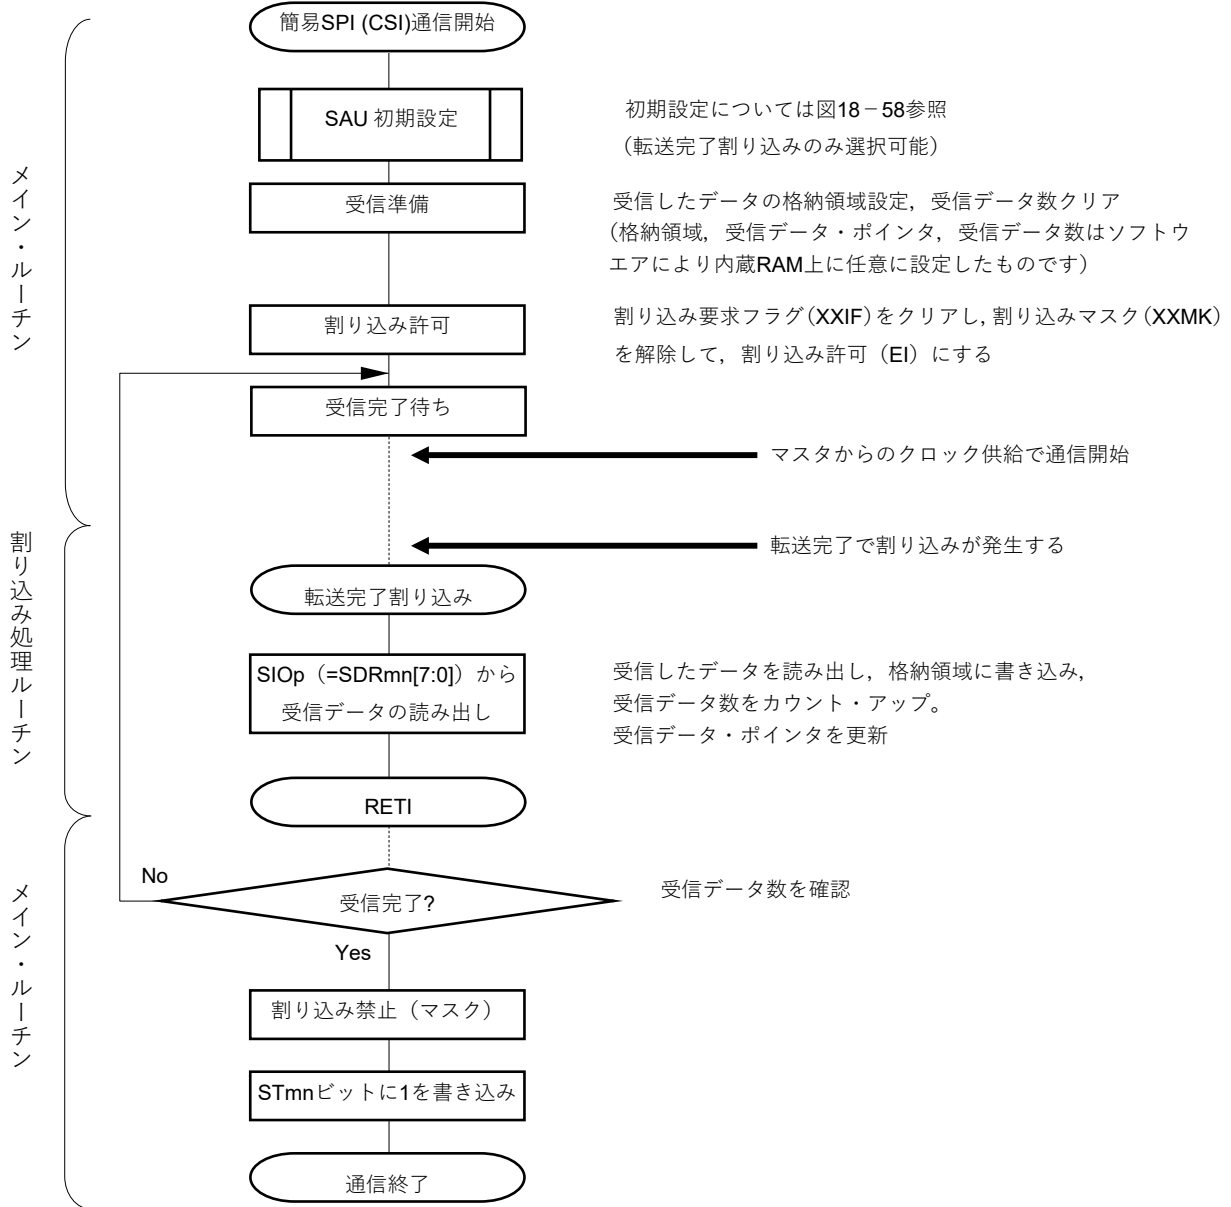 簡易SPI (CSI)通信開始
SAU 初期設定
初期設定については図18－58参照
（転送完了割り込みのみ選択可能）
受信準備
受信したデータの格納領域設定，受信データ数クリア
（格納領域，受信データ・ポインタ，受信データ数はソフトウ
エアにより内蔵RAM上に任意に設定したものです）
割り込み許可
割り込み要求フラグ（XXIF）をクリアし，割り込みマスク（XXMK）
を解除して，割り込み許可（EI）にする
メイン・ルーチン
受信完了待ち
マスタからのクロック供給で通信開始
転送完了で割り込みが発生する
転送完了割り込み
SIOp（=SDRmn[7:0]）から
受信データの読み出し
受信したデータを読み出し，格納領域に書き込み，
受信データ数をカウント・アップ。
受信データ・ポインタを更新
割り込み処理ルーチン
RETI
No
受信完了?
受信データ数を確認
Yes
割り込み禁止（マスク）
STmnビットに1を書き込み
通信終了
メイン・ルーチン